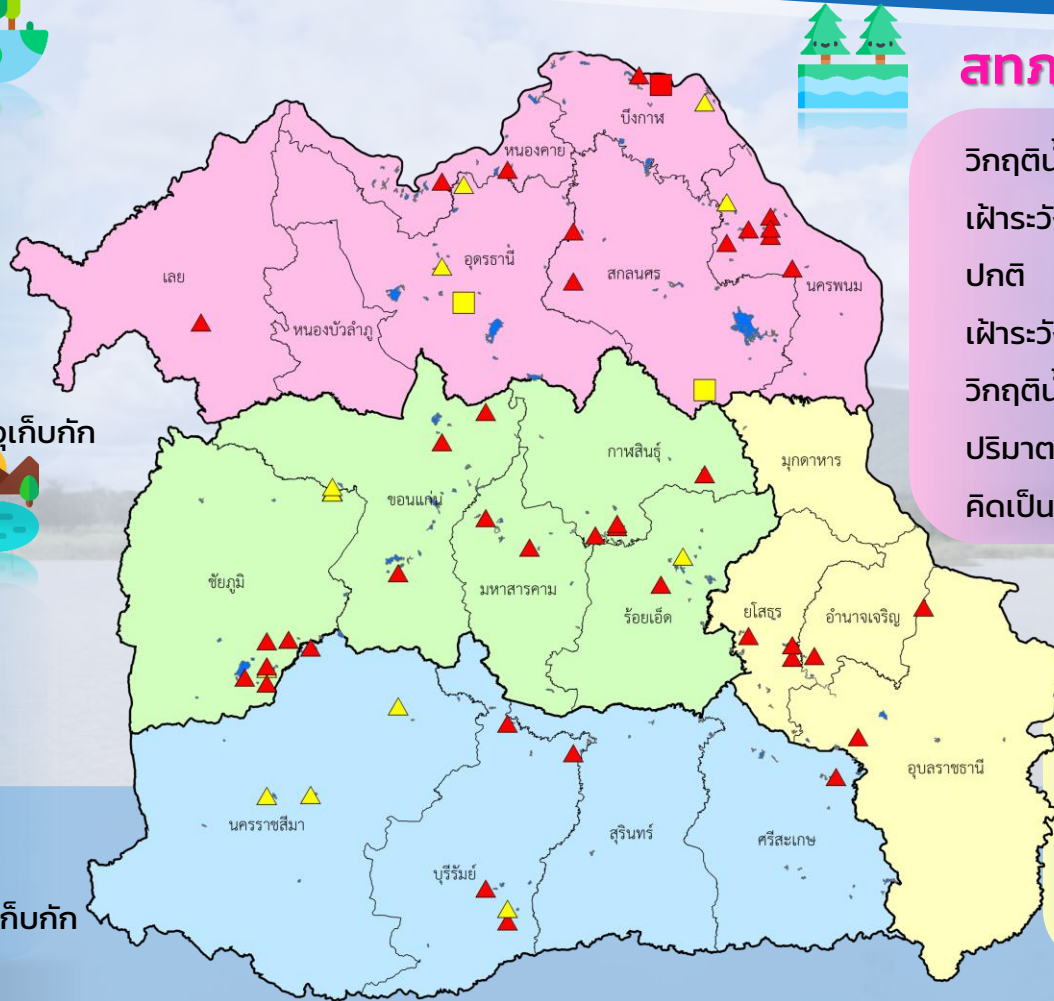 สทภ
วิกฤติน้
เฝ้าระวัง
ปกติ
เฝ้าระวัง
วิกฤติน้
ปริมาต
คิดเป็น
เก็บกัก
เก็บกัก
บึงกาฬ
หนองคาย
เลย
อุดรธานี
สกลนคร
นครพนม
หนองบัวลำภู
กาฬสินธุ์
มุกดาหาร
ขอนแก่น
ชัยภูมิ
มหาสารคาม
ร้อยเอ็ด
ยโสธร
อำนาจเจริญ
อุบลราชธานี
นครราชสีมา
สุรินทร์
ศรีสะเกษ
บุรีรัมย์